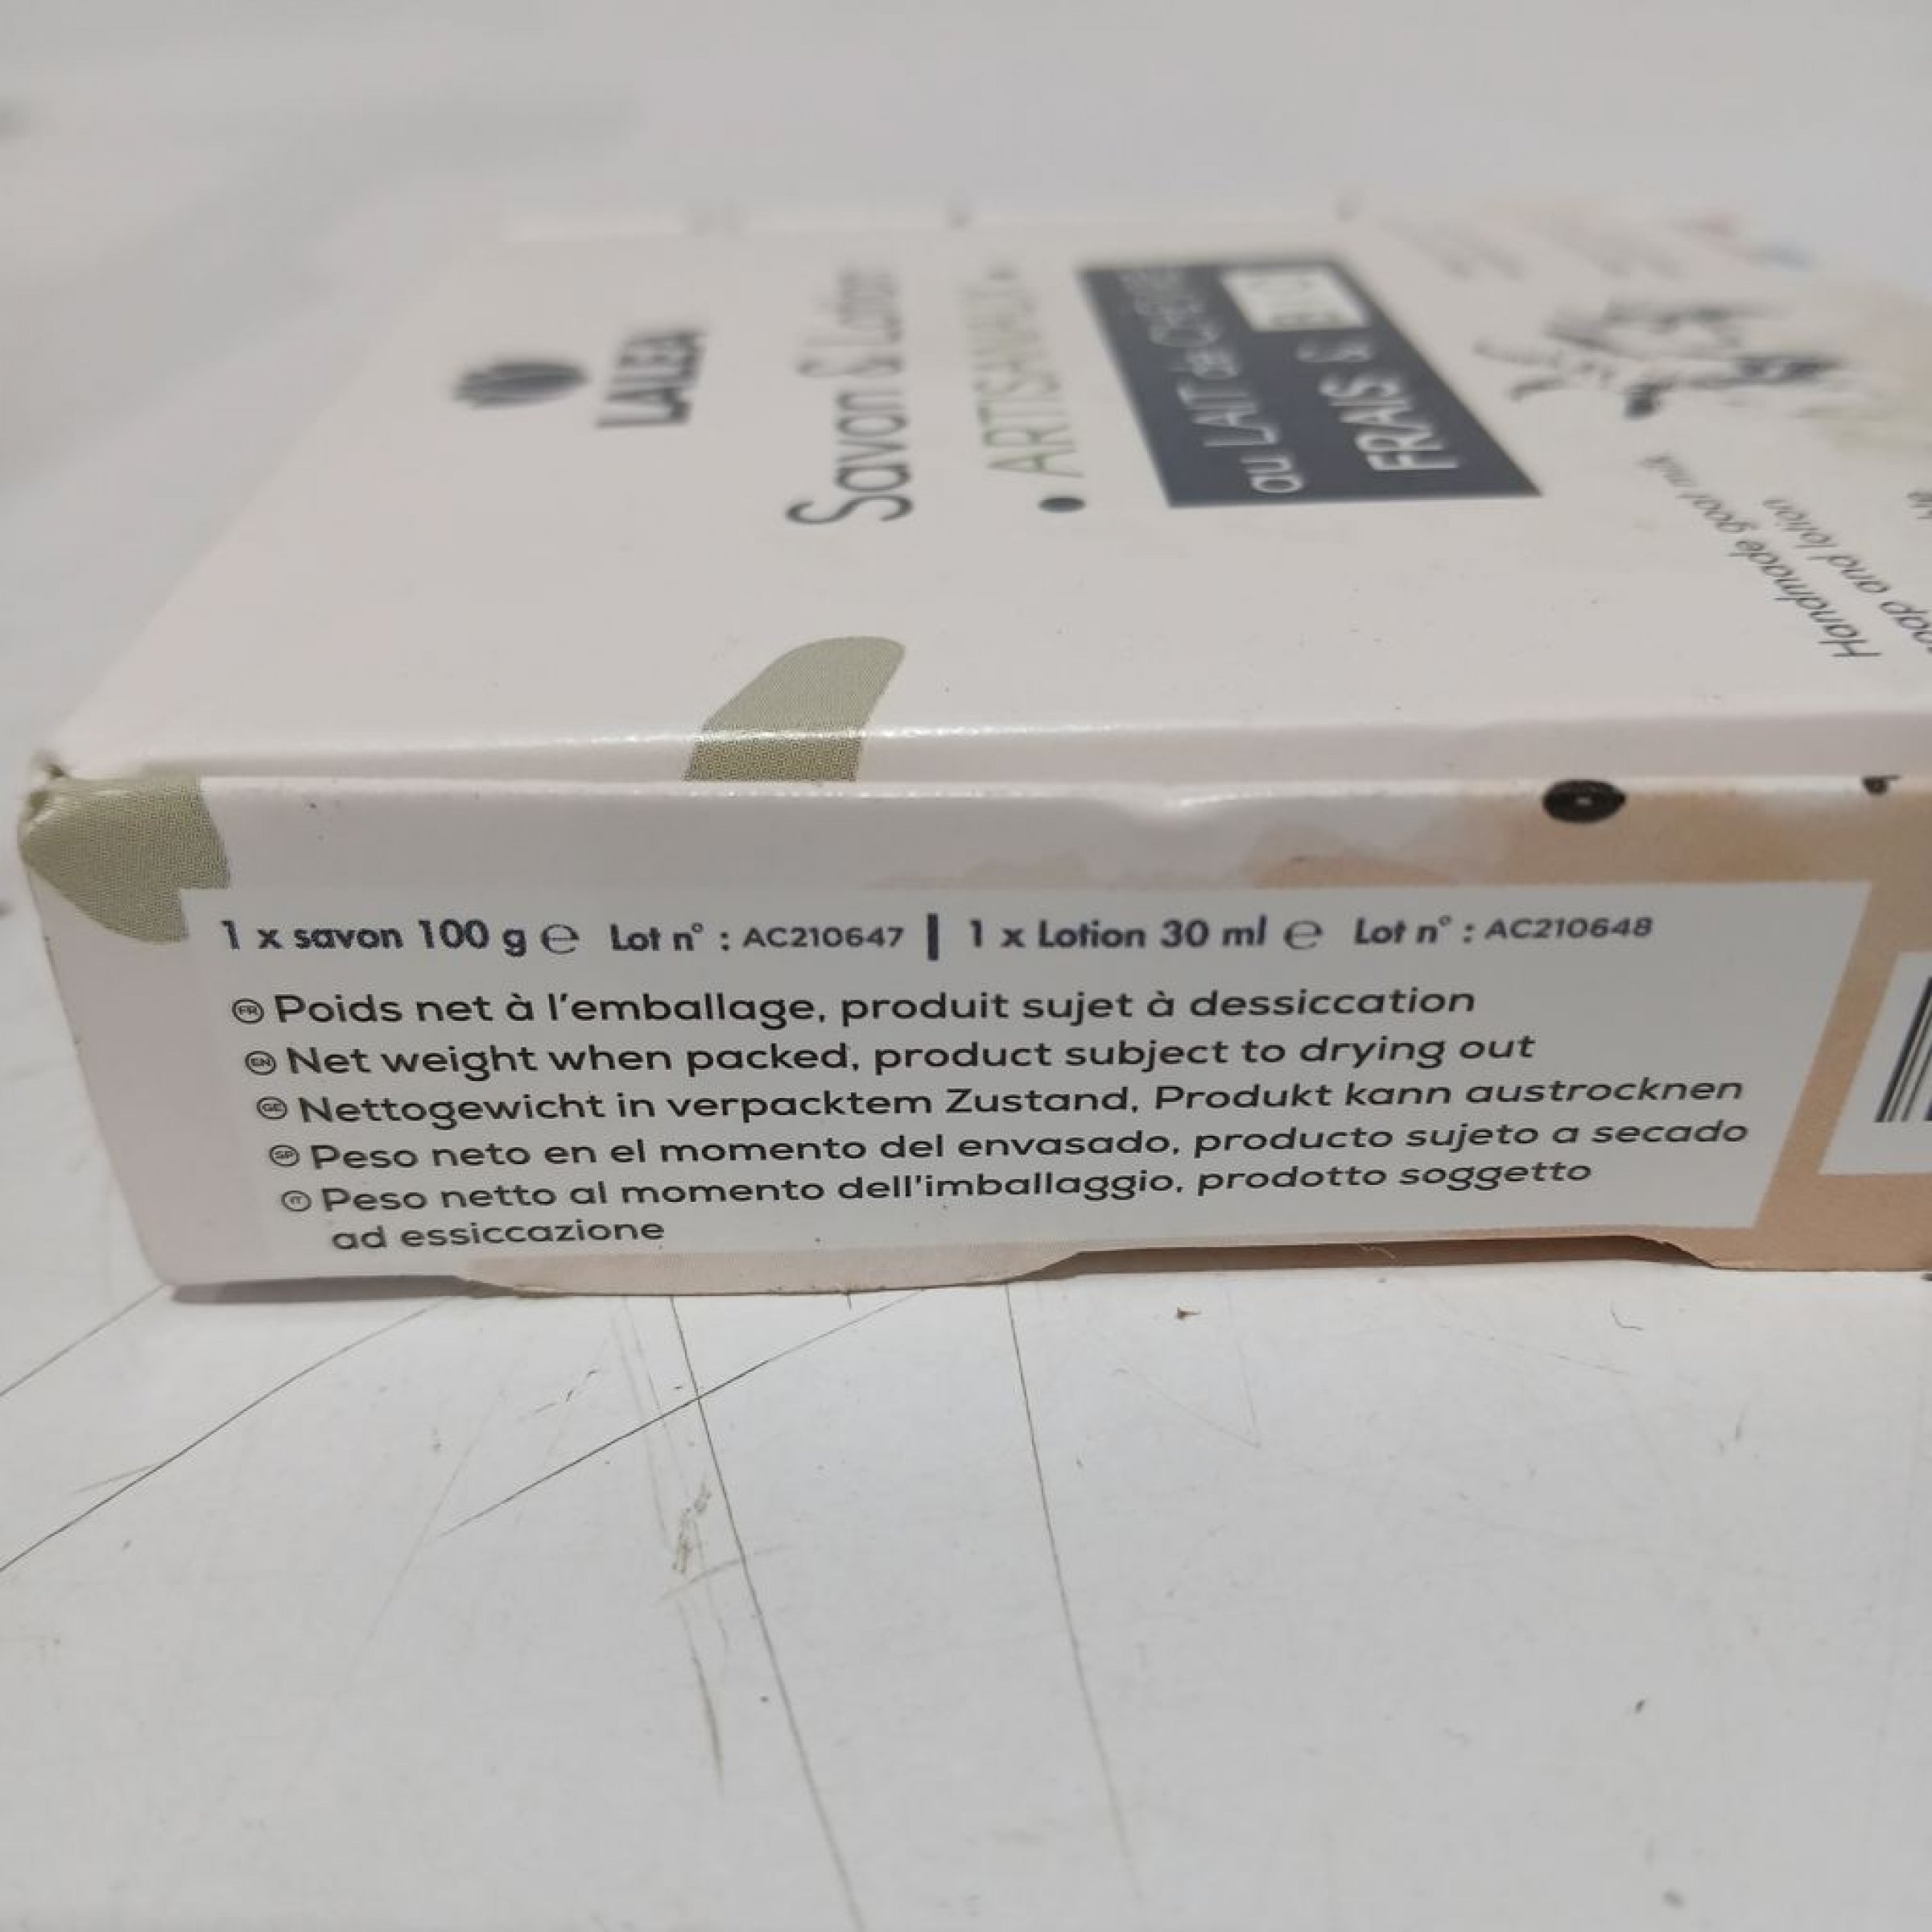 LALEA
Savon & Lotion
• ARTISANAUX •
au LAIT de CHÈVRE
FRAIS & BIO
Handmade goat milk
soap and lotion
1 x savon 100 g ℮ Lot n° : AC210647 | 1 x Lotion 30 ml ℮ Lot n° : AC210648
FR Poids net à l'emballage, produit sujet à dessiccation
EN Net weight when packed, product subject to drying out
GE Nettogewicht in verpacktem Zustand, Produkt kann austrocknen
SP Peso neto en el momento del envasado, producto sujeto a secado
IT Peso netto al momento dell'imballaggio, prodotto soggetto
ad essiccazione